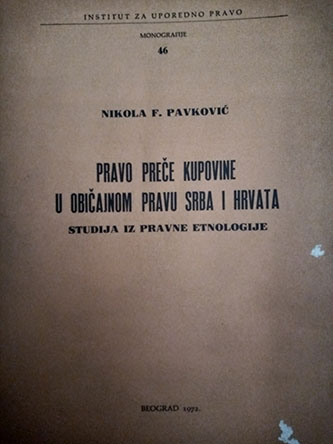 INSTITUT ZA UPOREDNO PRAVO
MONOGRAFIJE
46
NIKOLA F. PAVKOVIĆ
PRAVO PREČE KUPOVINE
U OBIČAJNOM PRAVU SRBA I HRVATA
STUDIJA IZ PRAVNE ETNOLOGIJE
BEOGRAD 1972.